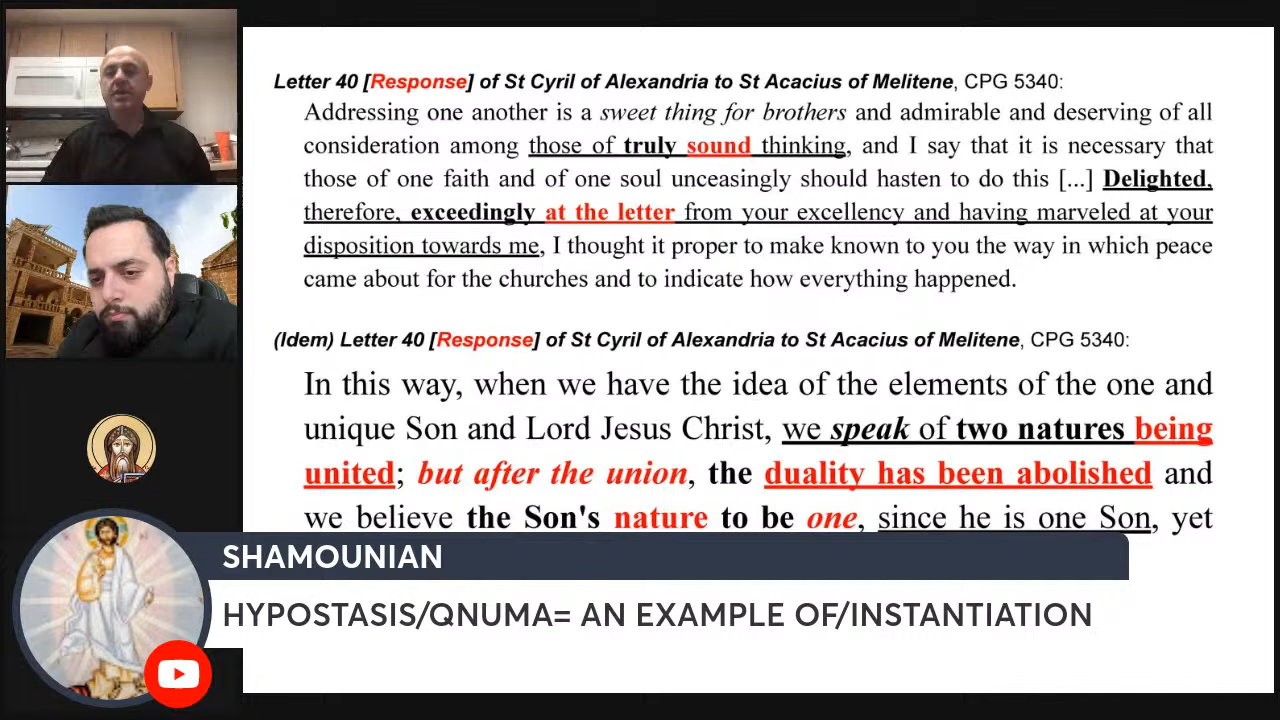 Letter 40 [Response] of St Cyril of Alexandria to St Acacius of Melitene, CPG 5340:
Addressing one another is a sweet thing for brothers and admirable and deserving of all
consideration among those of truly sound thinking, and I say that it is necessary that
those of one faith and of one soul unceasingly should hasten to do this [...] Delighted,
therefore, exceedingly at the letter from your excellency and having marveled at your
disposition towards me, I thought it proper to make known to you the way in which peace
came about for the churches and to indicate how everything happened.
(Idem) Letter 40 [Response] of St Cyril of Alexandria to St Acacius of Melitene, CPG 5340:
In this way, when we have the idea of the elements of the one and
unique Son and Lord Jesus Christ, we speak of two natures being
united; but after the union, the duality has been abolished and
we believe the Son's nature to be one, since he is one Son, yet
SHAMOUNIAN
HYPOSTASIS/QNUMA= AN EXAMPLE OF/INSTANTIATION